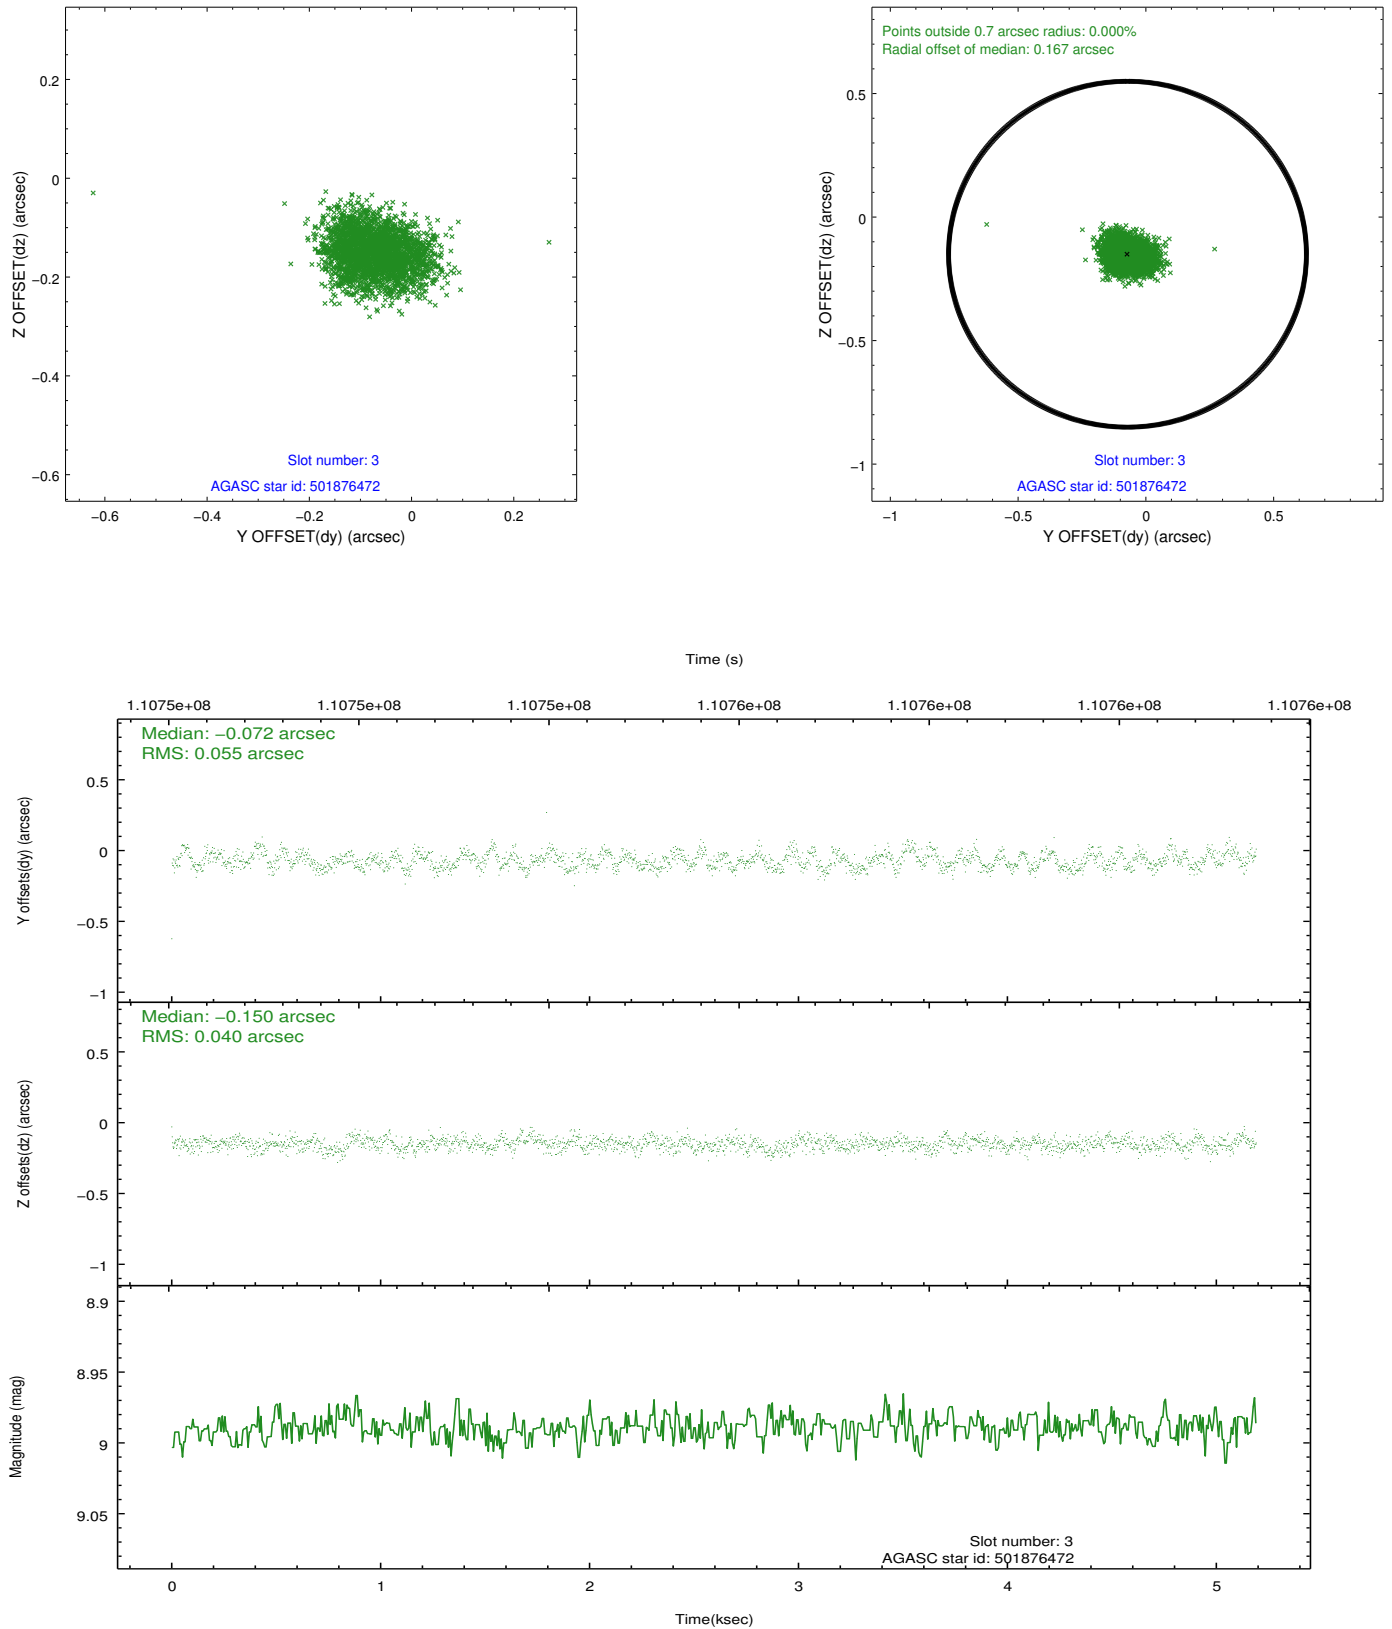 0.2
0
−0.2
−0.4
−0.6
Z OFFSET(dz) (arcsec)
Slot number: 3
AGASC star id: 501876472
−0.6
−0.4
−0.2
0
0.2
Y OFFSET(dy) (arcsec)
Points outside 0.7 arcsec radius: 0.000%
Radial offset of median: 0.167 arcsec
0.5
0
−0.5
−1
Z OFFSET(dz) (arcsec)
Slot number: 3
AGASC star id: 501876472
−1
−0.5
0
0.5
Y OFFSET(dy) (arcsec)
Time (s)
1.1075e+08
1.1075e+08
1.1075e+08
1.1076e+08
1.1076e+08
1.1076e+08
1.1076e+08
Median: −0.072 arcsec
RMS: 0.055 arcsec
0.5
0
−0.5
−1
Y offsets(dy) (arcsec)
Median: −0.150 arcsec
RMS: 0.040 arcsec
0.5
0
−0.5
−1
Z offsets(dz) (arcsec)
8.9
8.95
9
9.05
Magnitude (mag)
Slot number: 3
AGASC star id: 501876472
0
1
2
3
4
5
Time(ksec)